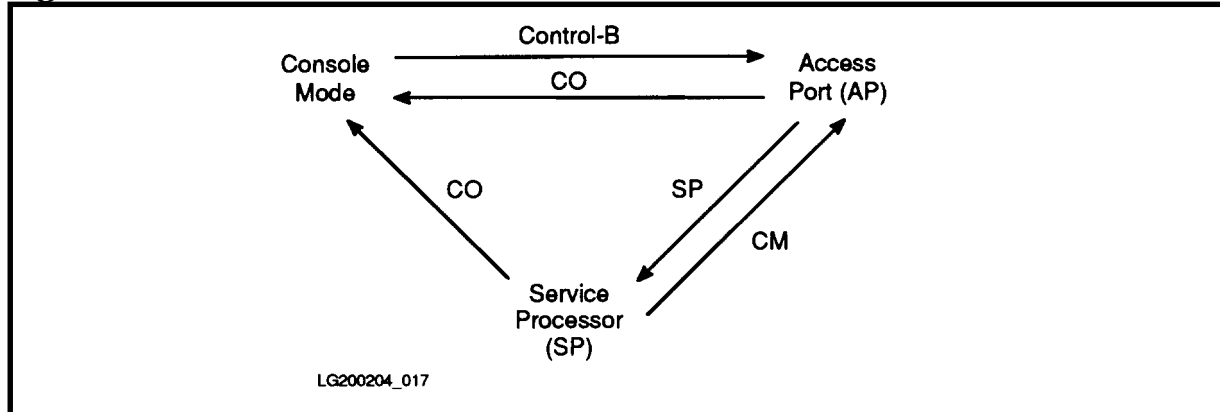 Control-B
Console
Mode
CO
Access
Port (AP)
CO
SP
CM
Service
Processor
(SP)
LG200204_017